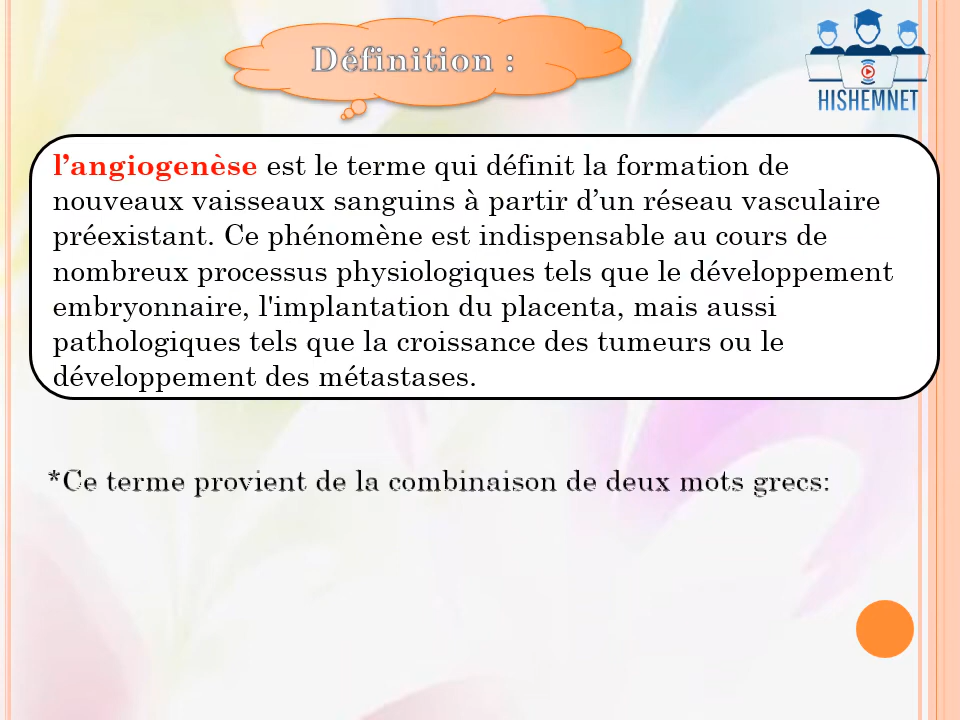 Définition :
HISHEMNET
l’angiogenèse est le terme qui définit la formation de
nouveaux vaisseaux sanguins à partir d’un réseau vasculaire
préexistant. Ce phénomène est indispensable au cours de
nombreux processus physiologiques tels que le développement
embryonnaire, l'implantation du placenta, mais aussi
pathologiques tels que la croissance des tumeurs ou le
développement des métastases.
*Ce terme provient de la combinaison de deux mots grecs: